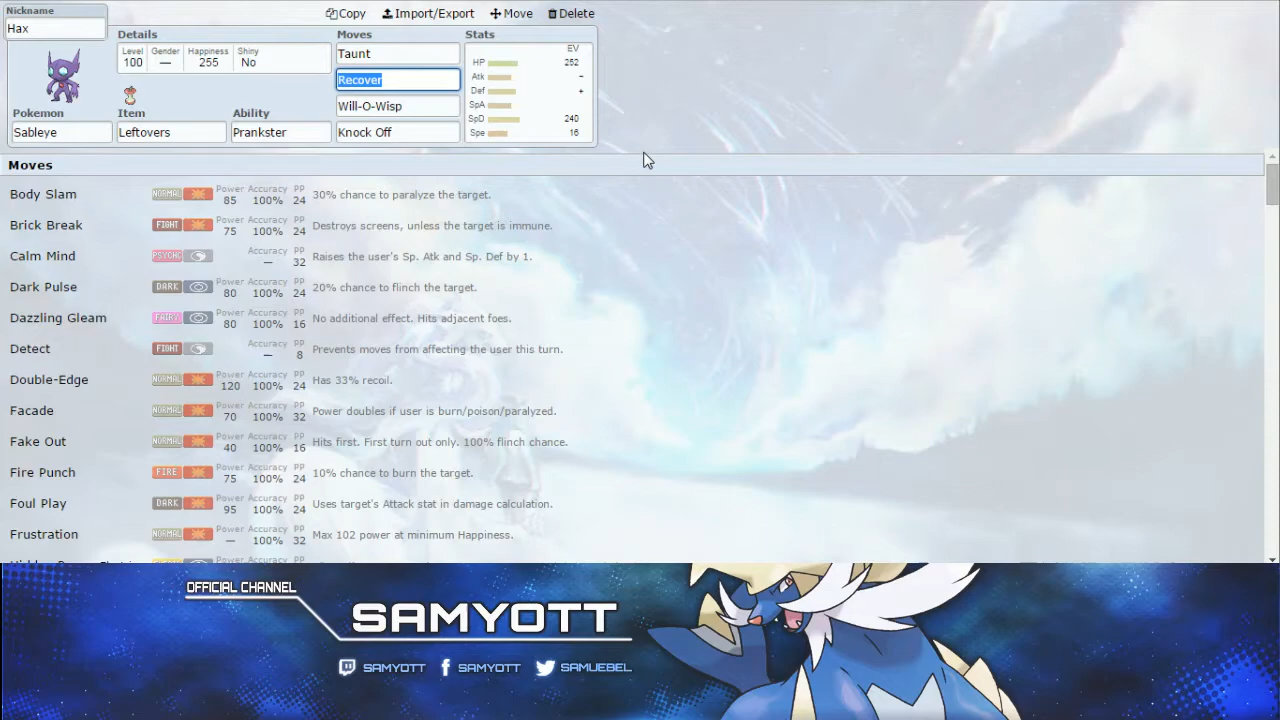 Nickname
Hax
Copy Import/Export Move Delete
Details
Level Gender Happiness Shiny
100 — 255 No
Pokemon Item Ability
Sableye Leftovers Prankster
Moves
Taunt
Recover
Will-O-Wisp
Knock Off
Stats
EV
HP 252
Atk −
Def +
SpA
SpD 240
Spe 16
Moves
Body Slam NORMAL Power 85 Accuracy 100% PP 24 30% chance to paralyze the target.
Brick Break FIGHT Power 75 Accuracy 100% PP 24 Destroys screens, unless the target is immune.
Calm Mind PSYCHC Accuracy — PP 32 Raises the user's Sp. Atk and Sp. Def by 1.
Dark Pulse DARK Power 80 Accuracy 100% PP 24 20% chance to flinch the target.
Dazzling Gleam FAIRY Power 80 Accuracy 100% PP 16 No additional effect. Hits adjacent foes.
Detect FIGHT Accuracy — PP 8 Prevents moves from affecting the user this turn.
Double-Edge NORMAL Power 120 Accuracy 100% PP 24 Has 33% recoil.
Facade NORMAL Power 70 Accuracy 100% PP 32 Power doubles if user is burn/poison/paralyzed.
Fake Out NORMAL Power 40 Accuracy 100% PP 16 Hits first. First turn out only. 100% flinch chance.
Fire Punch FIRE Power 75 Accuracy 100% PP 24 10% chance to burn the target.
Foul Play DARK Power 95 Accuracy 100% PP 24 Uses target's Attack stat in damage calculation.
Frustration NORMAL Power — Accuracy 100% PP 32 Max 102 power at minimum Happiness.
OFFICIAL CHANNEL
SAMYOTT
SAMYOTT SAMYOTT SAMUEBEL